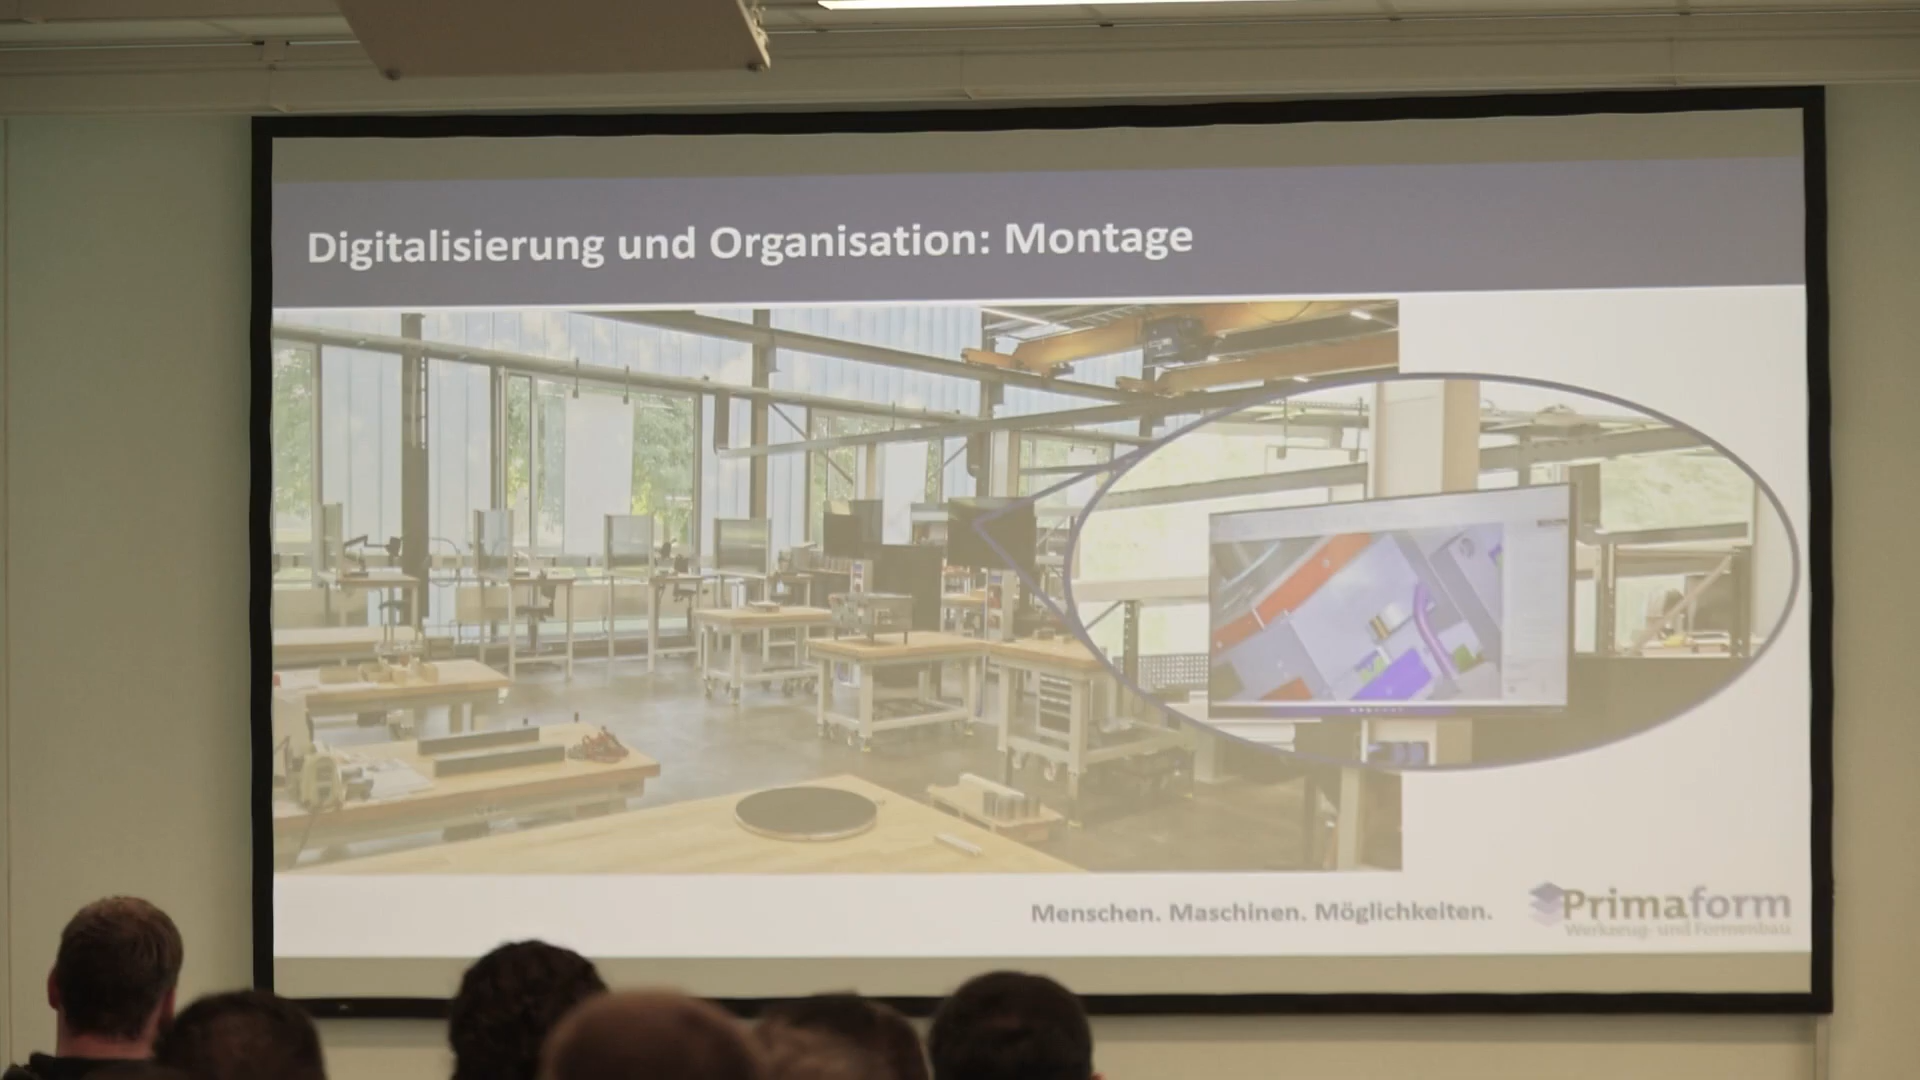 Digitalisierung und Organisation: Montage
Menschen. Maschinen. Möglichkeiten.
Primaform
Werkzeug- und Formenbau